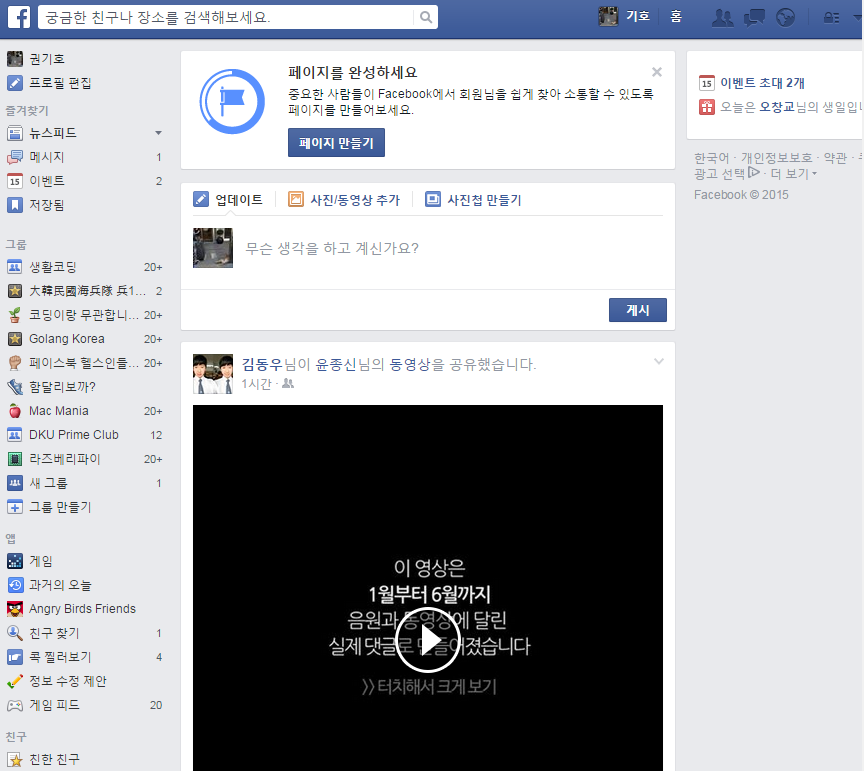 궁금한 친구나 장소를 검색해보세요.
기호
홈
권기호
프로필 편집
즐겨찾기
뉴스피드
메시지 1
이벤트 2
저장됨
그룹
생활코딩 20+
大韓民國海兵隊 兵1... 2
코딩이랑 무관합니... 20+
Golang Korea
페이스북 헬스인들... 20+
함달리보까?
Mac Mania 20+
DKU Prime Club 12
라즈베리파이 20+
새 그룹 1
그룹 만들기
앱
게임
과거의 오늘
Angry Birds Friends
친구 찾기 1
콕 찔러보기 4
정보 수정 제안
게임 피드 20
친구
친한 친구
페이지를 완성하세요
중요한 사람들이 Facebook에서 회원님을 쉽게 찾아 소통할 수 있도록
페이지를 만들어보세요.
페이지 만들기
업데이트 사진/동영상 추가 사진첩 만들기
무슨 생각을 하고 계신가요?
게시
김동우님이 윤종신님의 동영상을 공유했습니다.
1시간 ·
이 영상은
1월부터 6월까지
음원과 동영상에 달린
실제 댓글로 만들어졌습니다
>> 터치해서 크게 보기
15 이벤트 초대 2개
오늘은 오창교님의 생일입니
한국어 · 개인정보보호 · 약관 ·
광고 선택 · 더 보기
Facebook © 2015